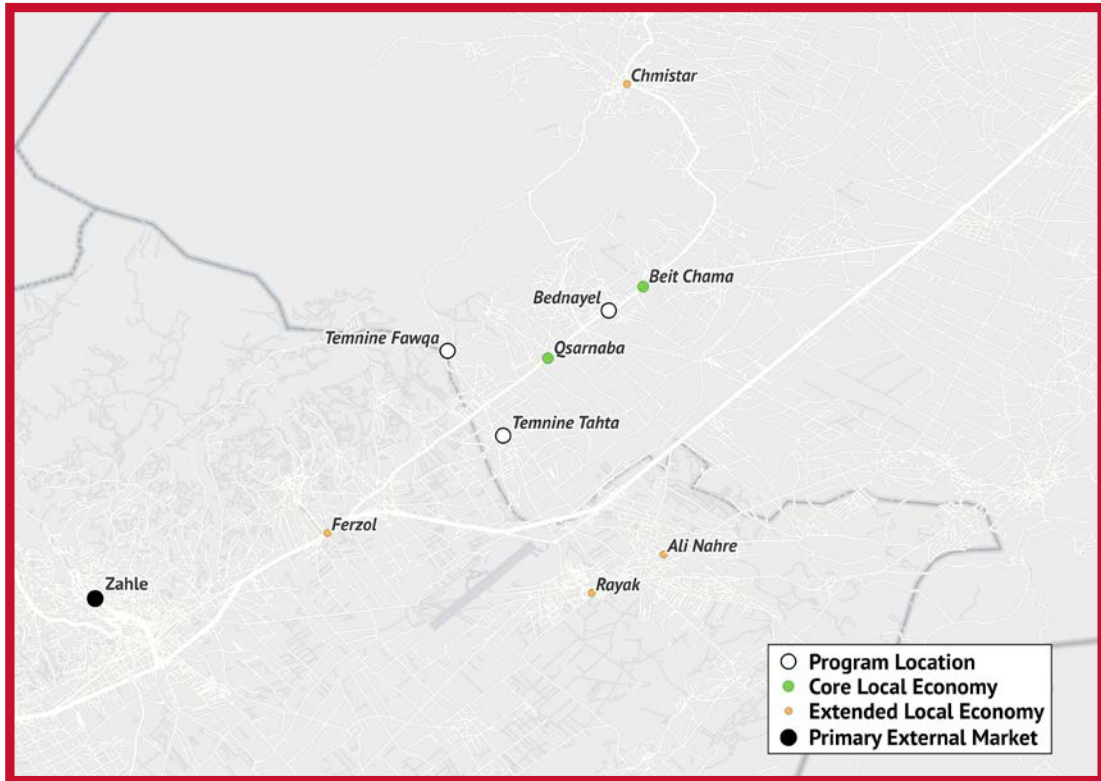 Chmistar
Beit Chama
Bednayel
Temnine Fawqa
Qsarnaba
Temnine Tahta
Ferzol
Ali Nahre
Zahle
Rayak
Program Location
Core Local Economy
Extended Local Economy
Primary External Market